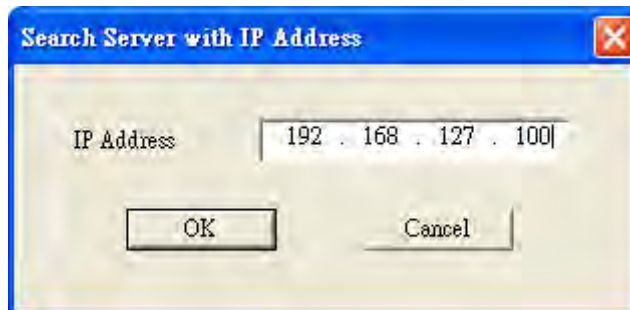 Search Server with IP Address
IP Address 192 . 168 . 127 . 100
OK Cancel